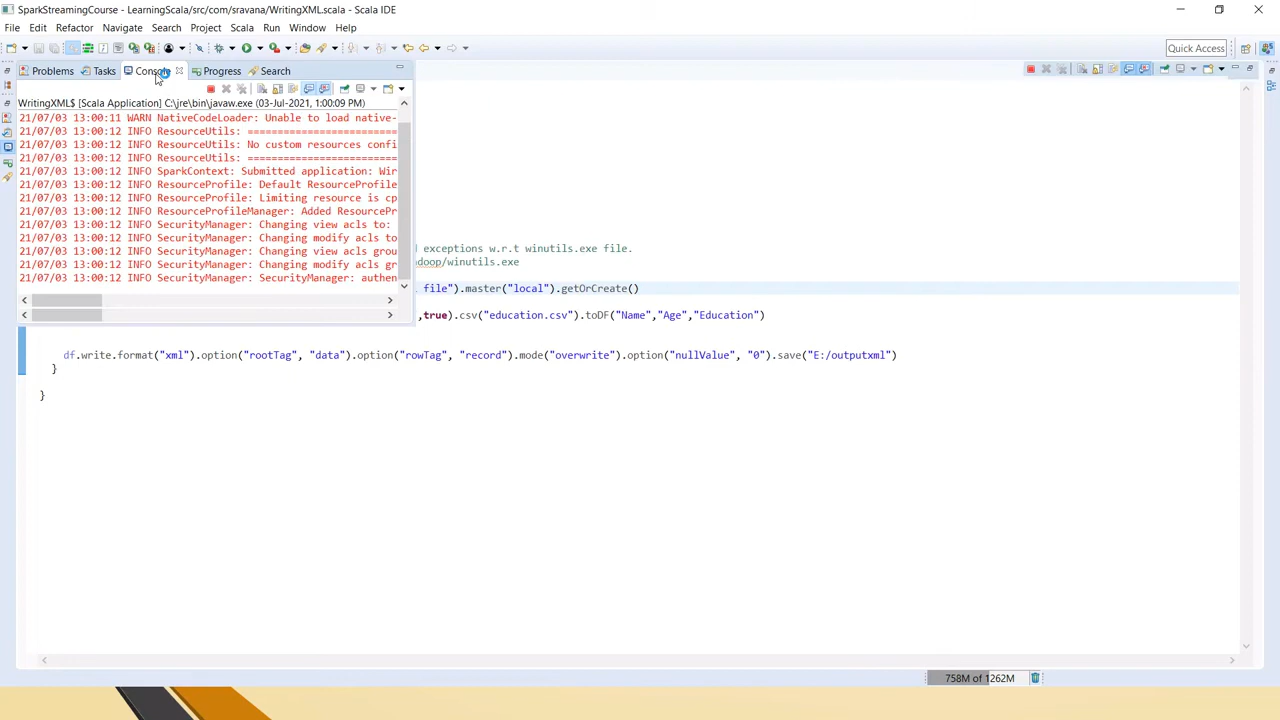 SparkStreamingCourse - LearningScala/src/com/sravana/WritingXML.scala - Scala IDE
File Edit Refactor Navigate Search Project Scala Run Window Help
Quick Access
Problems Tasks Console Progress Search
WritingXML$ [Scala Application] C:\jre\bin\javaw.exe (03-Jul-2021, 1:00:09 PM)
21/07/03 13:00:11 WARN NativeCodeLoader: Unable to load native-
21/07/03 13:00:12 INFO ResourceUtils: ==========================
21/07/03 13:00:12 INFO ResourceUtils: No custom resources confi
21/07/03 13:00:12 INFO ResourceUtils: ==========================
21/07/03 13:00:12 INFO SparkContext: Submitted application: Wir
21/07/03 13:00:12 INFO ResourceProfile: Default ResourceProfile
21/07/03 13:00:12 INFO ResourceProfile: Limiting resource is cp
21/07/03 13:00:12 INFO ResourceProfileManager: Added ResourcePr
21/07/03 13:00:12 INFO SecurityManager: Changing view acls to:
21/07/03 13:00:12 INFO SecurityManager: Changing modify acls to
21/07/03 13:00:12 INFO SecurityManager: Changing view acls grou
21/07/03 13:00:12 INFO SecurityManager: Changing modify acls gr
21/07/03 13:00:12 INFO SecurityManager: SecurityManager: authen
exceptions w.r.t winutils.exe file.
doop/winutils.exe
file").master("local").getOrCreate()
,true).csv("education.csv").toDF("Name","Age","Education")
df.write.format("xml").option("rootTag", "data").option("rowTag", "record").mode("overwrite").option("nullValue", "0").save("E:/outputxml")
}
}
758M of 1262M